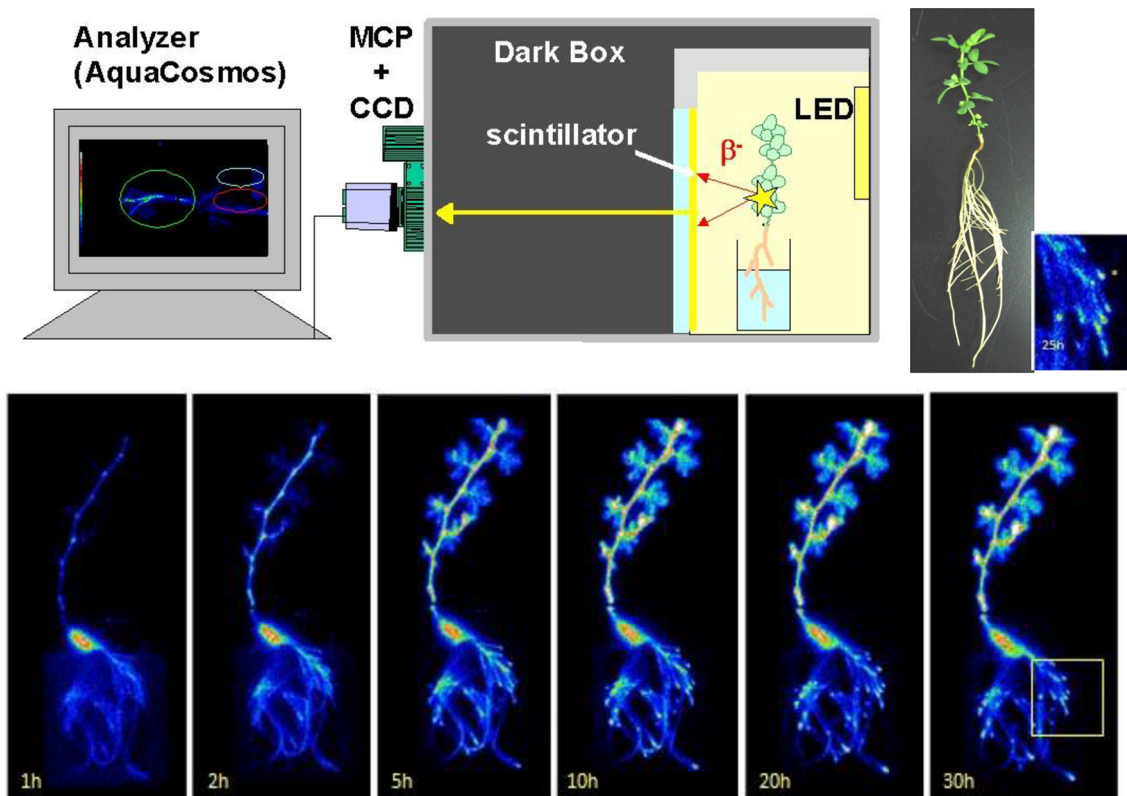 Analyzer
(AquaCosmos)
MCP
+
CCD
Dark Box
scintillator
LED
β-
*
25h
1h
2h
5h
10h
20h
30h